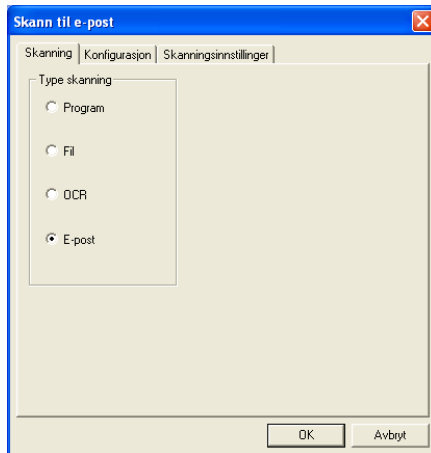 Skann til e-post
Skanning Konfigurasjon Skanningsinnstillinger
Type skanning
Program
Fil
OCR
E-post
OK Avbryt